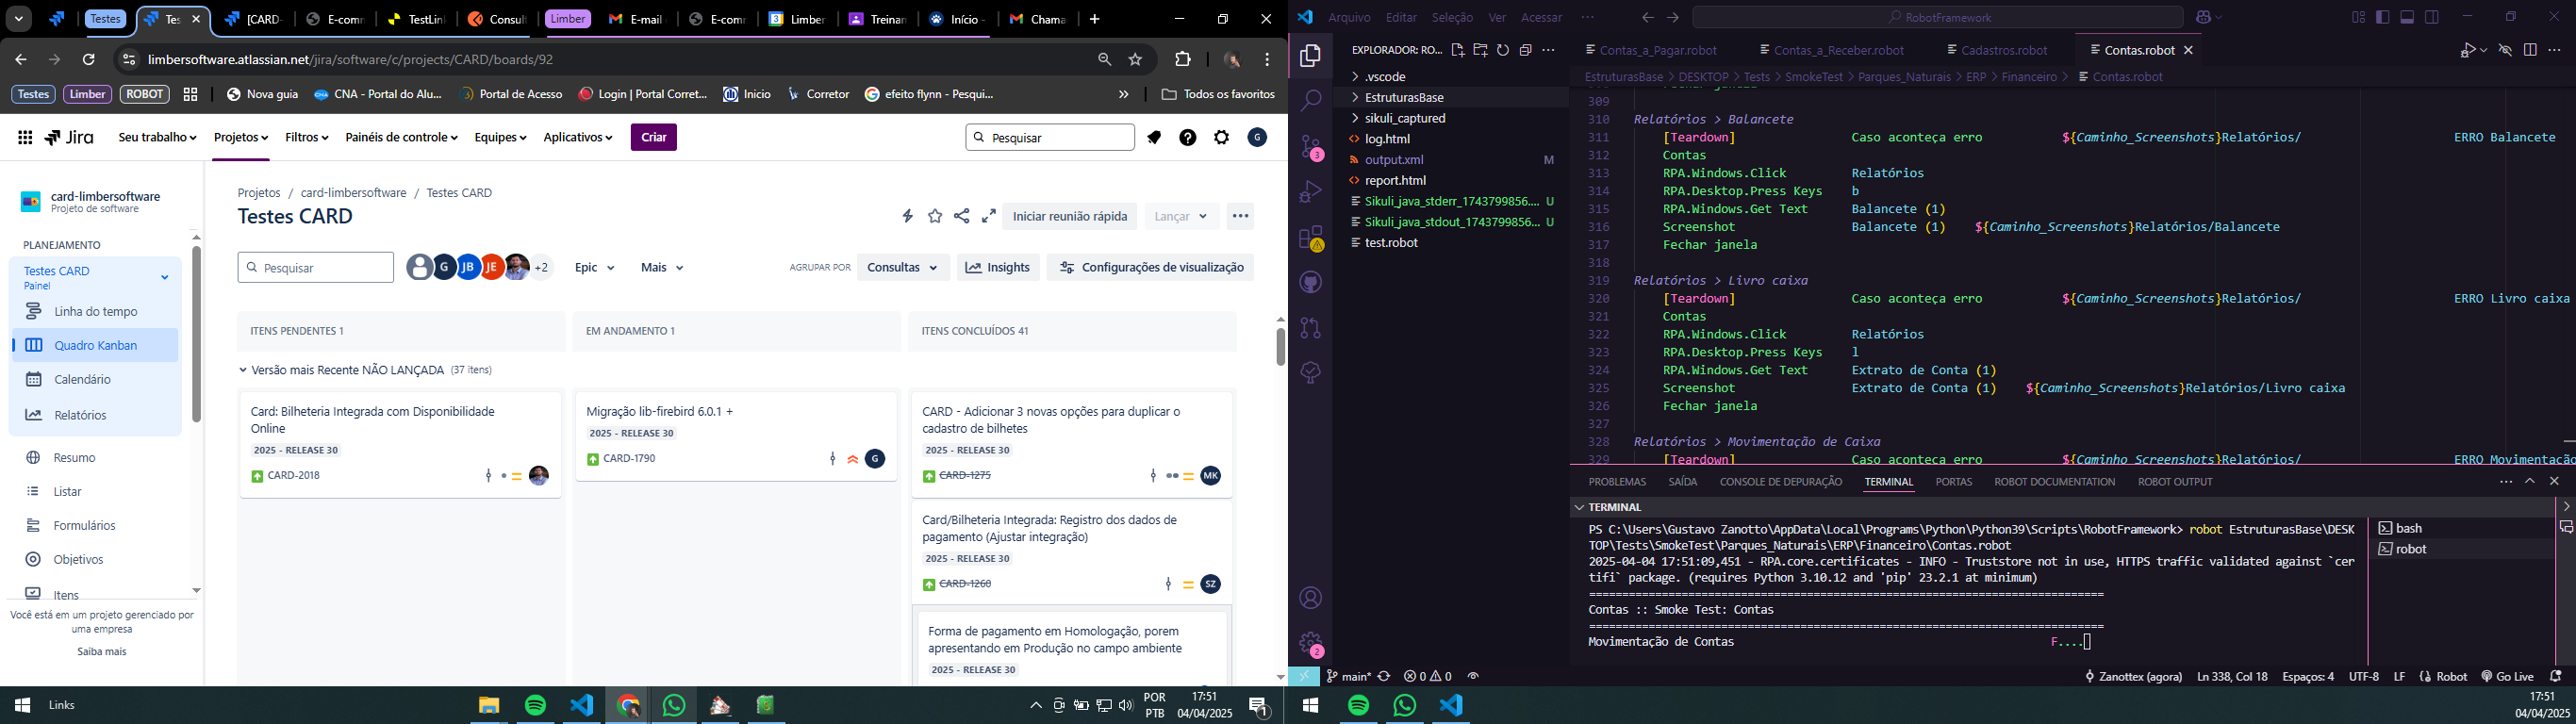 Testes
Tes
[CARD-
E-comm
TestLin
Consult
Limber
E-mail
E-comm
Limber
Treinar
Início -
Chama
limbersoftware.atlassian.net/jira/software/c/projects/CARD/boards/92
Testes
Limber
ROBOT
Nova guia
CNA - Portal do Alu...
Portal de Acesso
Login | Portal Corret...
Inicio
Corretor
efeito flynn - Pesqui...
»
Todos os favoritos
Jira
Seu trabalho
Projetos
Filtros
Painéis de controle
Equipes
Aplicativos
Criar
Pesquisar
G
card-limbersoftware
Projeto de software
PLANEJAMENTO
Testes CARD
Painel
Linha do tempo
Quadro Kanban
Calendário
Relatórios
Resumo
Listar
Formulários
Objetivos
Itens
Você está em um projeto gerenciado por
uma empresa
Saiba mais
Projetos / card-limbersoftware / Testes CARD
Testes CARD
Iniciar reunião rápida
Lançar
Pesquisar
G
JB
JE
+2
Epic
Mais
AGRUPAR POR
Consultas
Insights
Configurações de visualização
ITENS PENDENTES 1
EM ANDAMENTO 1
ITENS CONCLUÍDOS 41
Versão mais Recente NÃO LANÇADA (37 itens)
Card: Bilheteria Integrada com Disponibilidade
Online
2025 - RELEASE 30
CARD-2018
Migração lib-firebird 6.0.1 +
2025 - RELEASE 30
CARD-1790
G
CARD - Adicionar 3 novas opções para duplicar o
cadastro de bilhetes
2025 - RELEASE 30
CARD-1275
MK
Card/Bilheteria Integrada: Registro dos dados de
pagamento (Ajustar integração)
2025 - RELEASE 30
CARD-1260
SZ
Forma de pagamento em Homologação, porem
apresentando em Produção no campo ambiente
2025 - RELEASE 30
Links
POR
PTB
17:51
04/04/2025
1
Arquivo Editar Seleção Ver Acessar ···
RobotFramework
EXPLORADOR: RO...
.vscode
EstruturasBase
sikuli_captured
log.html
output.xml M
report.html
Sikuli_java_stderr_1743799856.... U
Sikuli_java_stdout_1743799856... U
test.robot
3
2
Contas_a_Pagar.robot
Contas_a_Receber.robot
Cadastros.robot
Contas.robot
EstruturasBase > DESKTOP > Tests > SmokeTest > Parques_Naturais > ERP > Financeiro > Contas.robot
309
310 Relatórios > Balancete
311 [Teardown] Caso aconteça erro ${Caminho_Screenshots}Relatórios/ ERRO Balancete
312 Contas
313 RPA.Windows.Click Relatórios
314 RPA.Desktop.Press Keys b
315 RPA.Windows.Get Text Balancete (1)
316 Screenshot Balancete (1) ${Caminho_Screenshots}Relatórios/Balancete
317 Fechar janela
318
319 Relatórios > Livro caixa
320 [Teardown] Caso aconteça erro ${Caminho_Screenshots}Relatórios/ ERRO Livro caixa
321 Contas
322 RPA.Windows.Click Relatórios
323 RPA.Desktop.Press Keys l
324 RPA.Windows.Get Text Extrato de Conta (1)
325 Screenshot Extrato de Conta (1) ${Caminho_Screenshots}Relatórios/Livro caixa
326 Fechar janela
327
328 Relatórios > Movimentação de Caixa
329 [Teardown] Caso aconteça erro ${Caminho_Screenshots}Relatórios/ ERRO Movimentação
PROBLEMAS SAÍDA CONSOLE DE DEPURAÇÃO TERMINAL PORTAS ROBOT DOCUMENTATION ROBOT OUTPUT
TERMINAL
PS C:\Users\Gustavo Zanotto\AppData\Local\Programs\Python\Python39\Scripts\RobotFramework> robot EstruturasBase\DESK
TOP\Tests\SmokeTest\Parques_Naturais\ERP\Financeiro\Contas.robot
2025-04-04 17:51:09,451 - RPA.core.certificates - INFO - Truststore not in use, HTTPS traffic validated against `cer
tifi` package. (requires Python 3.10.12 and 'pip' 23.2.1 at minimum)
==============================================================================
Contas :: Smoke Test: Contas
==============================================================================
Movimentação de Contas F....
bash
robot
main*
0 0
Zanottex (agora)
Ln 338, Col 18
Espaços: 4
UTF-8
LF
Robot
Go Live
17:51
04/04/2025